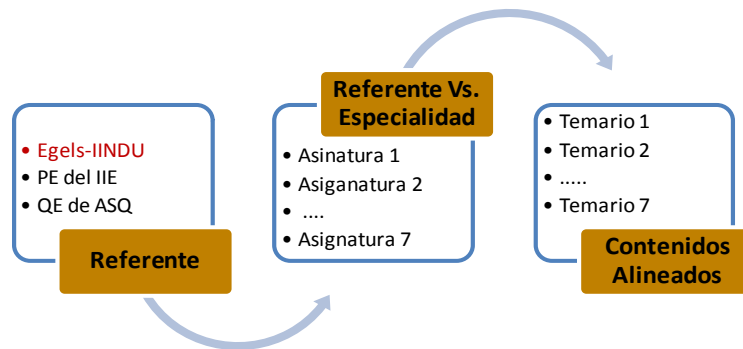 • Egels-IINDU
• PE del IIE
• QE de ASQ
Referente
Referente Vs.
Especialidad
• Asinatura 1
• Asiganatura 2
• ....
• Asignatura 7
• Temario 1
• Temario 2
• .....
• Temario 7
Contenidos
Alineados